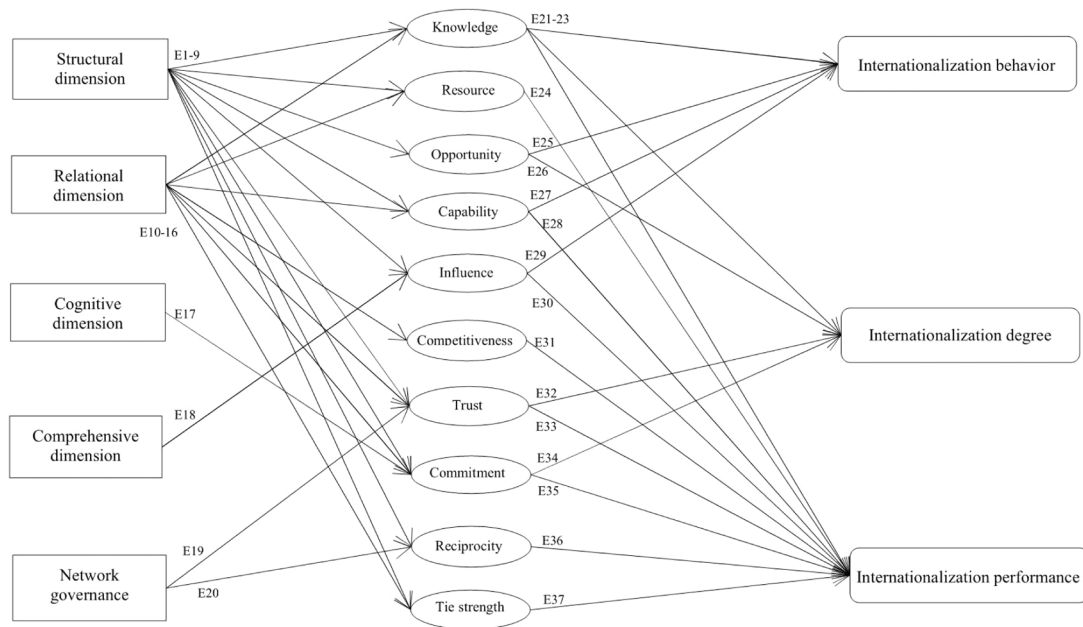 Structural
dimension
Relational
dimension
Cognitive
dimension
Comprehensive
dimension
Network
governance
E1-9
E10-16
E17
E18
E19
E20
Knowledge
Resource
Opportunity
Capability
Influence
Competitiveness
Trust
Commitment
Reciprocity
Tie strength
E21-23
E24
E25
E26
E27
E28
E29
E30
E31
E32
E33
E34
E35
E36
E37
Internationalization behavior
Internationalization degree
Internationalization performance